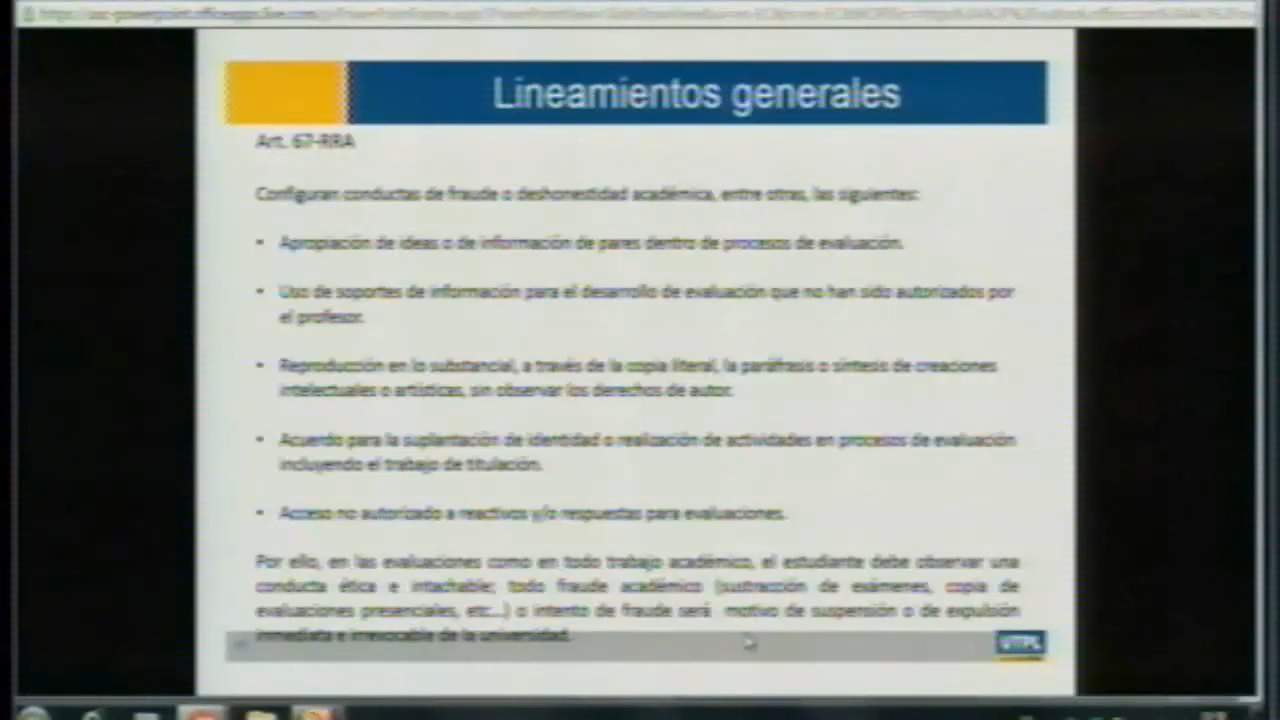 Lineamientos generales
Art. 67-RRA
Configuran conductas de fraude o deshonestidad académica, entre otras, las siguientes:
• Apropiación de ideas o de información de pares dentro de procesos de evaluación.
• Uso de soportes de información para el desarrollo de evaluación que no han sido autorizados por
el profesor.
• Reproducción en lo substancial, a través de la copia literal, la paráfrasis o síntesis de creaciones
intelectuales o artísticas, sin observar los derechos de autor.
• Acuerdo para la suplantación de identidad o realización de actividades en procesos de evaluación
incluyendo el trabajo de titulación.
• Acceso no autorizado a reactivos y/o respuestas para evaluaciones.
Por ello, en las evaluaciones como en todo trabajo académico, el estudiante debe observar una
conducta ética e intachable; todo fraude académico (sustracción de exámenes, copia de
evaluaciones presenciales, etc...) o intento de fraude será motivo de suspensión o de expulsión
inmediata e irrevocable de la universidad.
UTPL